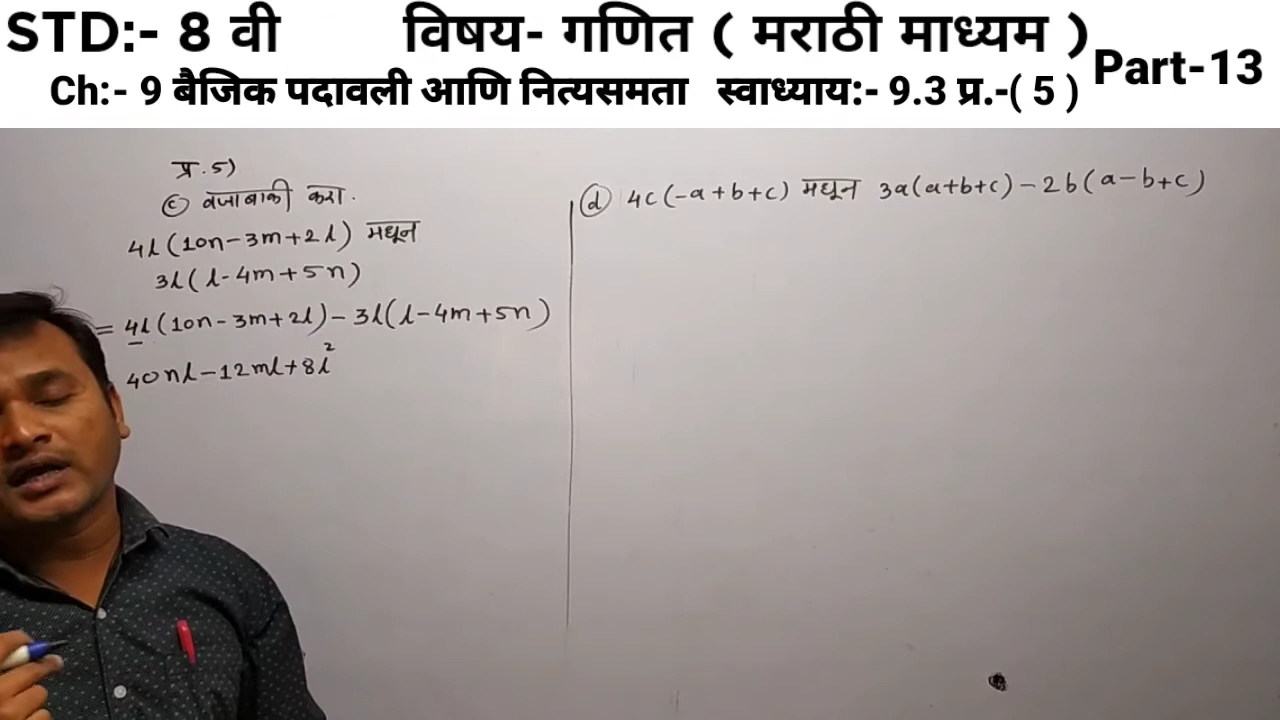 STD:- 8 वी विषय- गणित ( मराठी माध्यम )
Ch:- 9 बैजिक पदावली आणि नित्यसमता स्वाध्याय:- 9.3 प्र.-( 5 ) Part-13
प्र.5)
c वजाबाकी करा.
4l(10n-3m+2l) मधून
3l(l-4m+5n)
= 4l(10n-3m+2l)-3l(l-4m+5n)
40nl-12ml+8l²
d 4c(-a+b+c) मधून 3a(a+b+c)-2b(a-b+c)